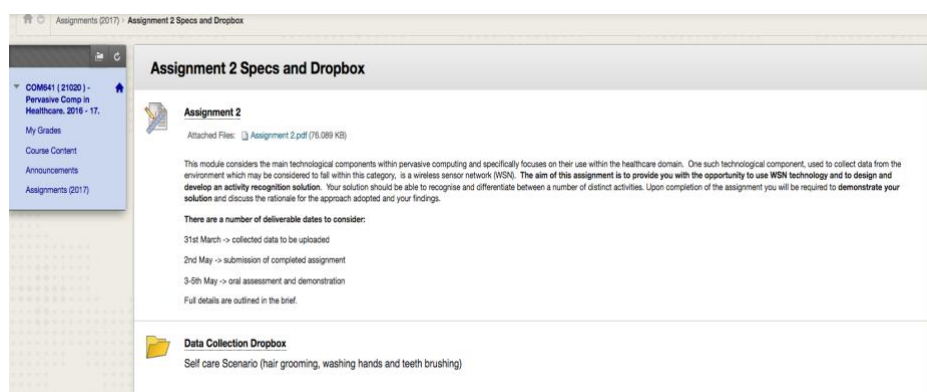 Assignments (2017) › Assignment 2 Specs and Dropbox
COM641 ( 21020 ) -
Pervasive Comp in
Healthcare. 2016 - 17.
My Grades
Course Content
Announcements
Assignments (2017)
Assignment 2 Specs and Dropbox
Assignment 2
Attached Files: Assignment 2.pdf (76.089 KB)
This module considers the main technological components within pervasive computing and specifically focuses on their use within the healthcare domain. One such technological component, used to collect data from the
environment which may be considered to fall within this category, is a wireless sensor network (WSN). The aim of this assignment is to provide you with the opportunity to use WSN technology and to design and
develop an activity recognition solution. Your solution should be able to recognise and differentiate between a number of distinct activities. Upon completion of the assignment you will be required to demonstrate your
solution and discuss the rationale for the approach adopted and your findings.
There are a number of deliverable dates to consider:
31st March -> collected data to be uploaded
2nd May -> submission of completed assignment
3-5th May -> oral assessment and demonstration
Full details are outlined in the brief.
Data Collection Dropbox
Self care Scenario (hair grooming, washing hands and teeth brushing)